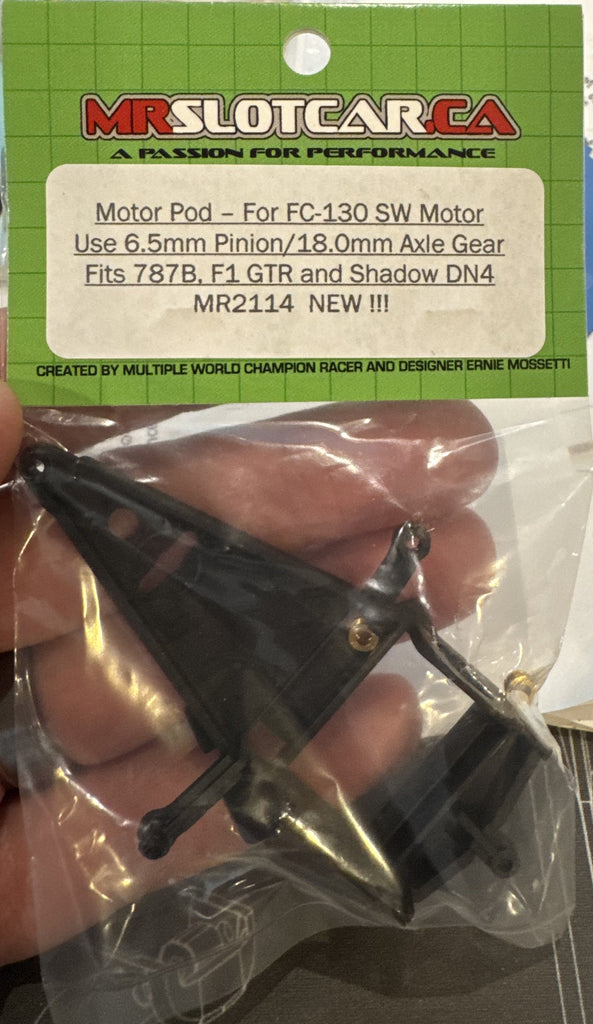 MRSLOTCAR.CA
A PASSION FOR PERFORMANCE
Motor Pod – For FC-130 SW Motor
Use 6.5mm Pinion/18.0mm Axle Gear
Fits 787B, F1 GTR and Shadow DN4
MR2114 NEW !!!
CREATED BY MULTIPLE WORLD CHAMPION RACER AND DESIGNER ERNIE MOSSETTI